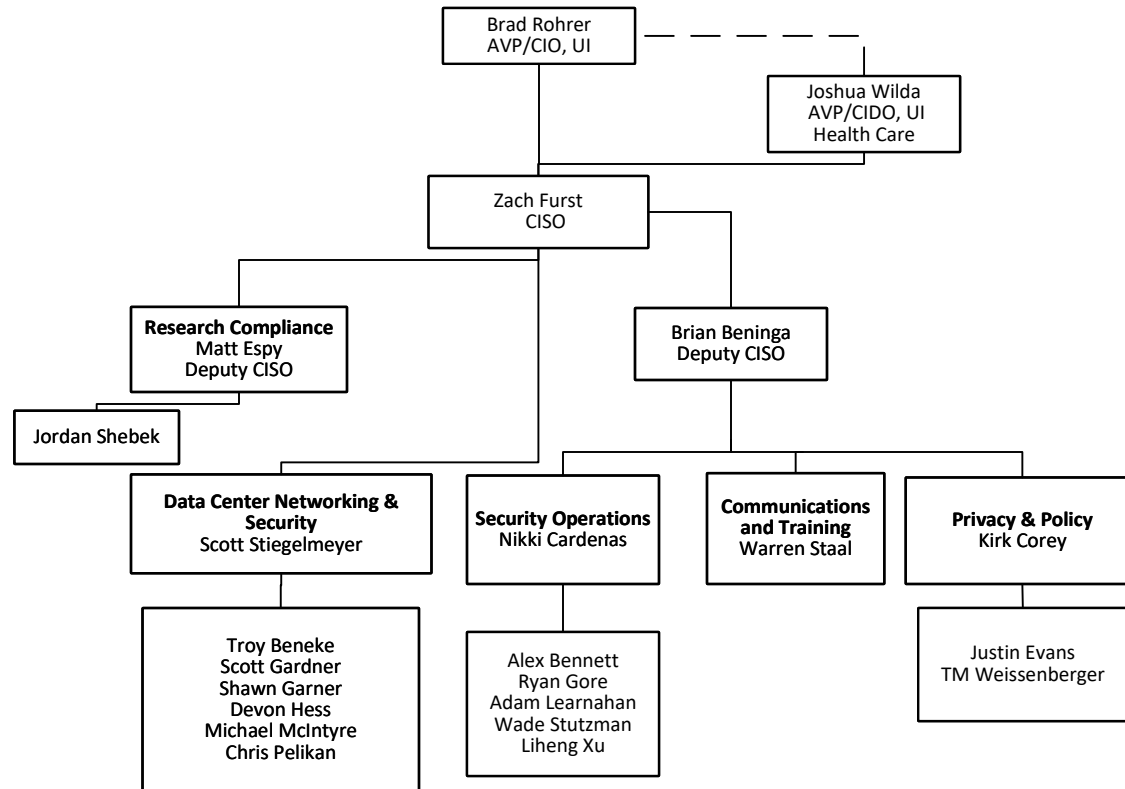 Brad Rohrer
AVP/CIO, UI
Joshua Wilda
AVP/CIDO, UI
Health Care
Zach Furst
CISO
Research Compliance
Matt Espy
Deputy CISO
Brian Beninga
Deputy CISO
Jordan Shebek
Data Center Networking &
Security
Scott Stiegelmeyer
Security Operations
Nikki Cardenas
Communications
and Training
Warren Staal
Privacy & Policy
Kirk Corey
Troy Beneke
Scott Gardner
Shawn Garner
Devon Hess
Michael McIntyre
Chris Pelikan
Alex Bennett
Ryan Gore
Adam Learnahan
Wade Stutzman
Liheng Xu
Justin Evans
TM Weissenberger